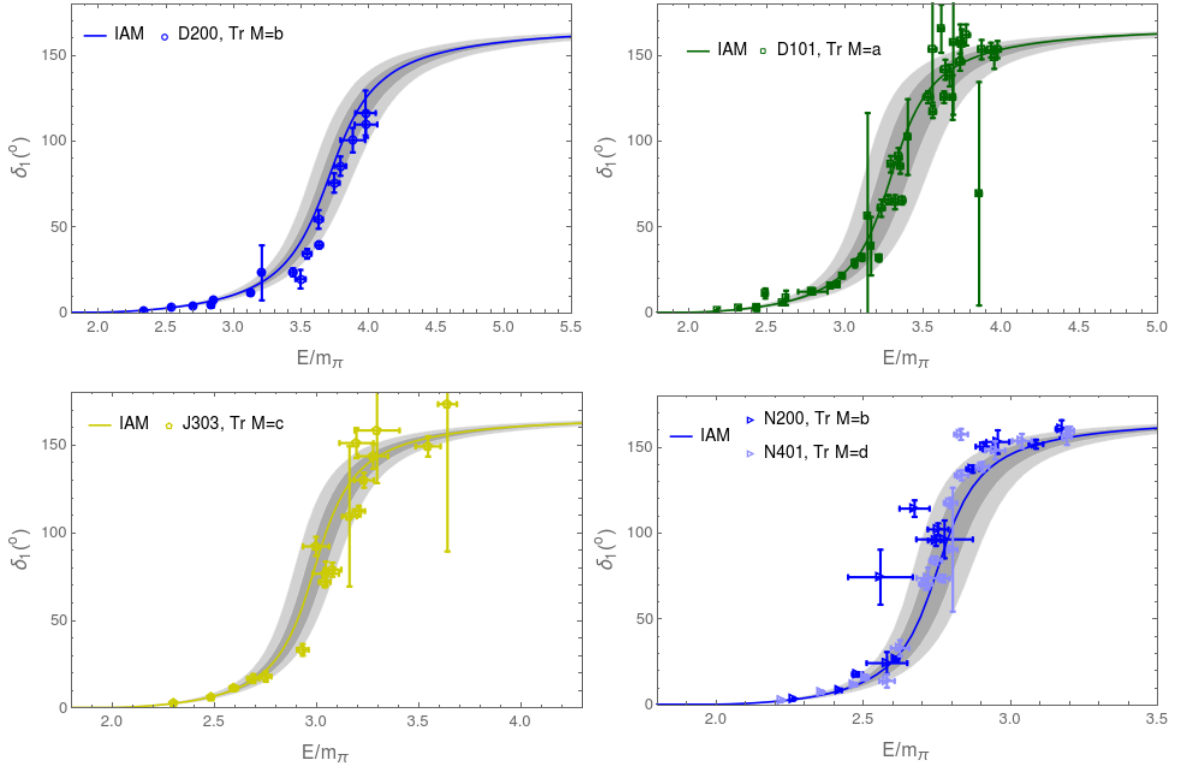 IAM D200, Tr M=b
150
100
50
0
2.0 2.5 3.0 3.5 4.0 4.5 5.0 5.5
δ₁(°)
E/mπ
IAM D101, Tr M=a
150
100
50
0
2.0 2.5 3.0 3.5 4.0 4.5 5.0
δ₁(°)
E/mπ
IAM J303, Tr M=c
150
100
50
0
2.0 2.5 3.0 3.5 4.0
δ₁(°)
E/mπ
N200, Tr M=b
IAM
N401, Tr M=d
150
100
50
0
2.0 2.5 3.0 3.5
δ₁(°)
E/mπ